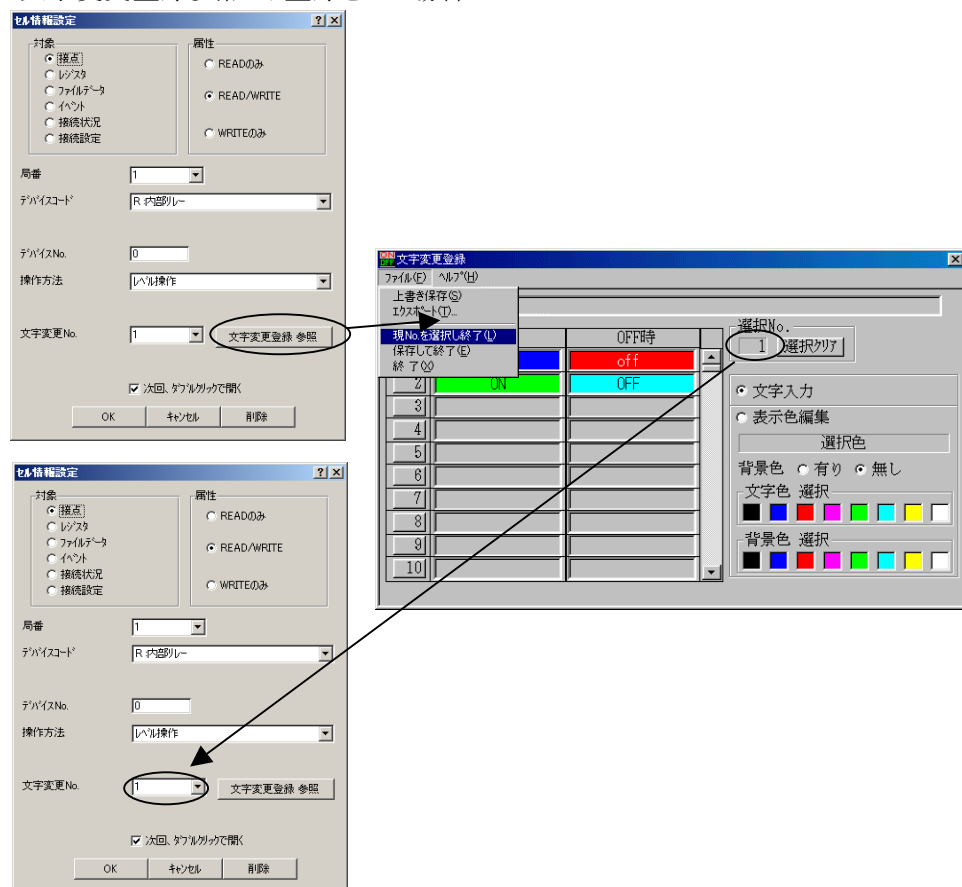 セル情報設定
対象
接点
レジスタ
ファイルデータ
イベント
接続状況
接続設定
属性
READのみ
READ/WRITE
WRITEのみ
局番 1
デバイスコード R:内部リレー
デバイスNo. 0
操作方法 レベル操作
文字変更No. 1 文字変更登録 参照
次回、ダブルクリックで開く
OK キャンセル 削除
文字変更登録
ファイル(F) ヘルプ(H)
上書き保存(S)
エクスポート(T)...
現No.を選択し終了(L)
保存して終了(E)
終了(X)
OFF時
off
2 ON OFF
3
4
5
6
7
8
9
10
選択No.
1 選択クリア
文字入力
表示色編集
選択色
背景色 有り 無し
文字色 選択
背景色 選択
セル情報設定
対象
接点
レジスタ
ファイルデータ
イベント
接続状況
接続設定
属性
READのみ
READ/WRITE
WRITEのみ
局番 1
デバイスコード R:内部リレー
デバイスNo. 0
操作方法 レベル操作
文字変更No. 1 文字変更登録 参照
次回、ダブルクリックで開く
OK キャンセル 削除